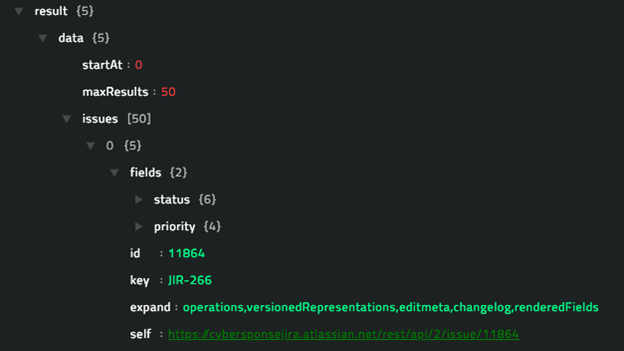 result {5}
data {5}
startAt : 0
maxResults : 50
issues [50]
0 {5}
fields {2}
status {6}
priority {4}
id : 11864
key : JIR-266
expand : operations,versionedRepresentations,editmeta,changelog,renderedFields
self : https://cybersponsejira.atlassian.net/rest/api/2/issue/11864